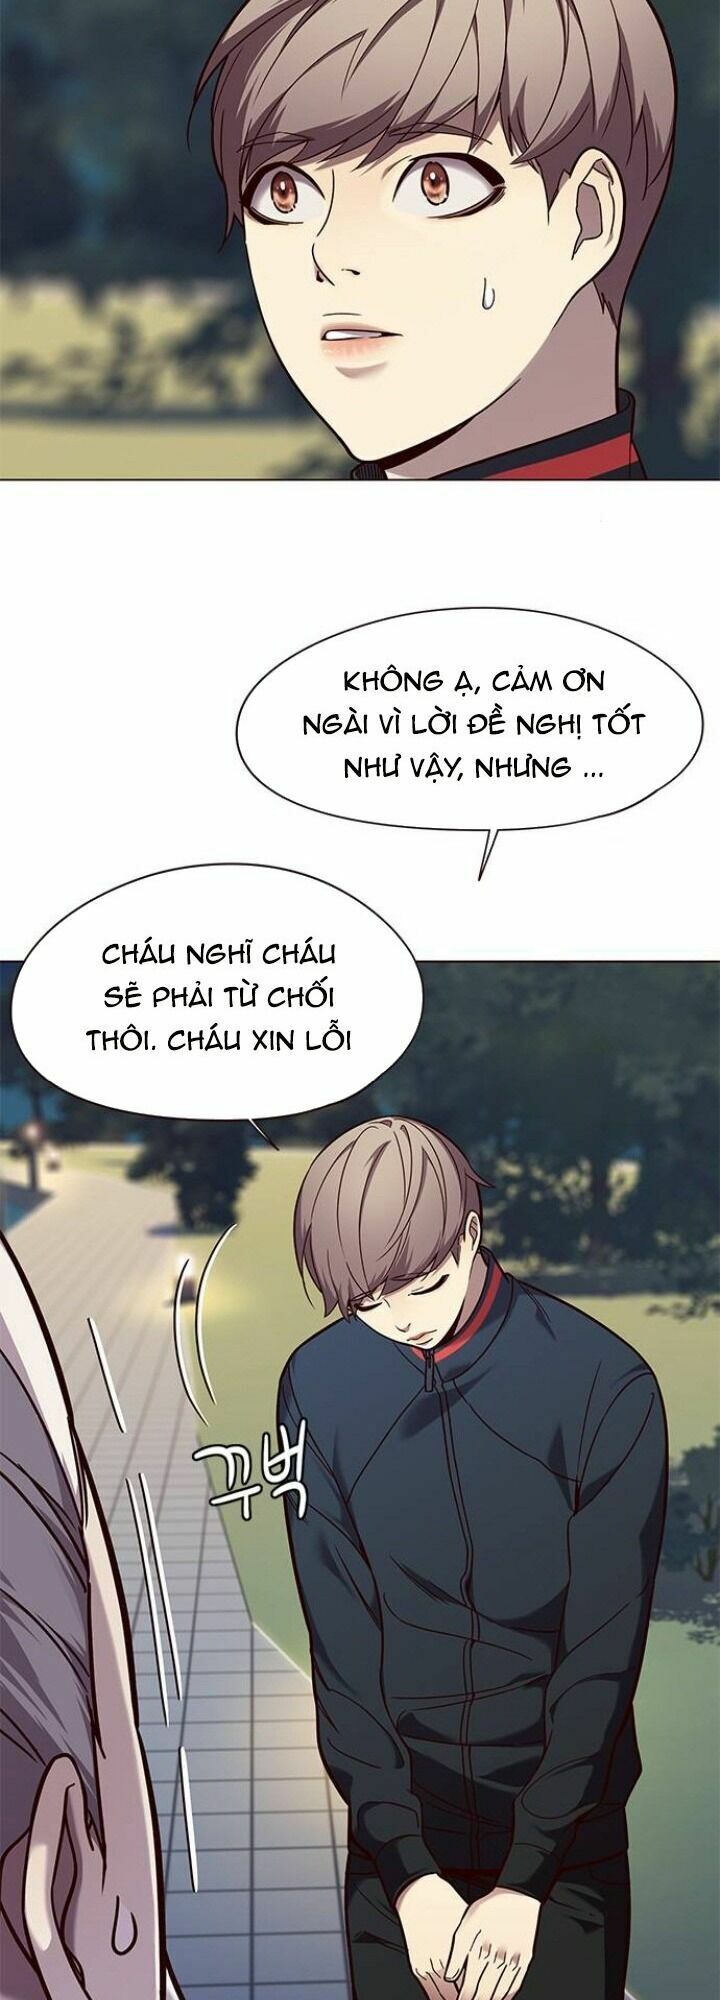 KHÔNG Ạ, CẢM ƠN
NGÀI VÌ LỜI ĐỀ NGHỊ TỐT
NHƯ VẬY, NHƯNG ...
CHÁU NGHĨ CHÁU
SẼ PHẢI TỪ CHỐI
THÔI. CHÁU XIN LỖI
꾸벅